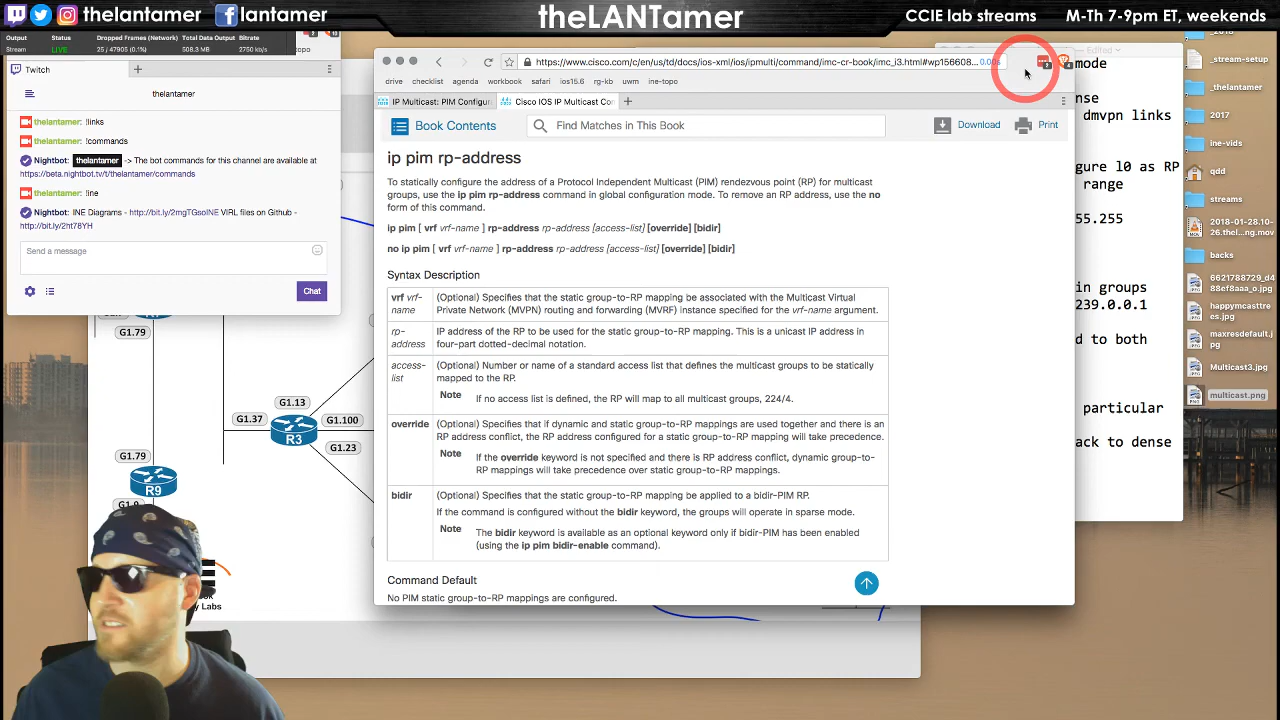 thelantamer
lantamer
theLANTamer
CCIE lab streams
M-Th 7-9pm ET, weekends
Output
Status
Dropped Frames (Network)
Total Data Output
Bitrate
Stream
LIVE
25 / 47905 (0.1%)
508.3 MB
2750 kb/s
Twitch
thelantamer
thelantamer: !links
thelantamer: !commands
Nightbot: thelantamer -> The bot commands for this channel are available at
https://beta.nightbot.tv/t/thelantamer/commands
thelantamer: !ine
Nightbot: INE Diagrams - http://bit.ly/2mgTGsoINE VIRL files on Github -
http://bit.ly/2ht78YH
Send a message
Chat
https://www.cisco.com/c/en/us/td/docs/ios-xml/ios/ipmulti/command/imc-cr-book/imc_i3.html#wp156608...
0.00s
drive
checklist
agenda
workbook
safari
ios15.6
rg-kb
uwm
ine-topo
IP Multicast: PIM Configur
Cisco IOS IP Multicast Co
Book Contents
Find Matches in This Book
Download
Print
ip pim rp-address
To statically configure the address of a Protocol Independent Multicast (PIM) rendezvous point (RP) for multicast
groups, use the ip pim rp-address command in global configuration mode. To remove an RP address, use the no
form of this command.
ip pim [ vrf vrf-name ] rp-address rp-address [access-list] [override] [bidir]
no ip pim [ vrf vrf-name ] rp-address rp-address [access-list] [override] [bidir]
Syntax Description
vrf vrf-
name
(Optional) Specifies that the static group-to-RP mapping be associated with the Multicast Virtual
Private Network (MVPN) routing and forwarding (MVRF) instance specified for the vrf-name argument.
rp-
address
IP address of the RP to be used for the static group-to-RP mapping. This is a unicast IP address in
four-part dotted-decimal notation.
access-
list
(Optional) Number or name of a standard access list that defines the multicast groups to be statically
mapped to the RP.
Note
If no access list is defined, the RP will map to all multicast groups, 224/4.
override
(Optional) Specifies that if dynamic and static group-to-RP mappings are used together and there is an
RP address conflict, the RP address configured for a static group-to-RP mapping will take precedence.
Note
If the override keyword is not specified and there is RP address conflict, dynamic group-to-
RP mappings will take precedence over static group-to-RP mappings.
bidir
(Optional) Specifies that the static group-to-RP mapping be applied to a bidir-PIM RP.
If the command is configured without the bidir keyword, the groups will operate in sparse mode.
Note
The bidir keyword is available as an optional keyword only if bidir-PIM has been enabled
(using the ip pim bidir-enable command).
Command Default
No PIM static group-to-RP mappings are configured.
G1.79
G1.13
G1.37
G1.100
R3
G1.23
G1.79
R9
y Labs
Edited
mode
nse
dmvpn links
gure l0 as RP
range
55.255
in groups
239.0.0.1
d to both
particular
ack to dense
_2018
_stream-setup
_thelantamer
2017
ine-vids
qdd
streams
2018-01-28.10-
26.thel...ng.mov
backs
6621788729_d
88ef8aaa_o.jpg
happymcasttre
es.jpg
maxresdefault.j
pg
Multicast3.jpg
multicast.png